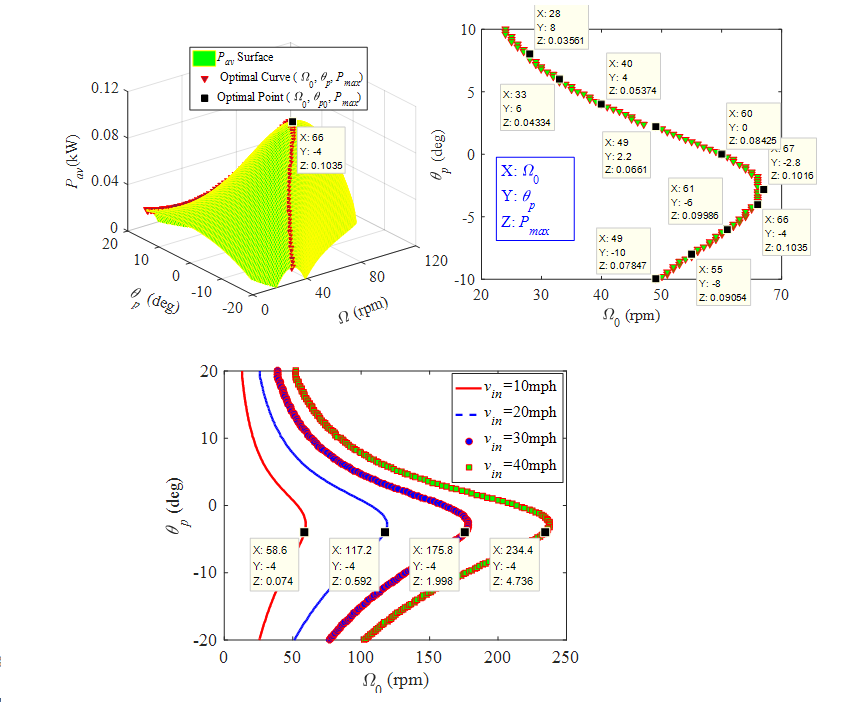 P_av Surface
Optimal Curve ( Ω_0, θ_p, P_max)
Optimal Point ( Ω_0, θ_p0, P_max)
0.12
0.08
0.04
0
P_av (kW)
X: 66
Y: -4
Z: 0.1035
20
10
0
-10
-20
θ_p (deg)
0
40
80
120
Ω (rpm)
10
5
0
-5
-10
θ_p (deg)
X: 28
Y: 8
Z: 0.03561
X: 33
Y: 6
Z: 0.04334
X: 40
Y: 4
Z: 0.05374
X: 49
Y: 2.2
Z: 0.0661
X: 60
Y: 0
Z: 0.08425
X: 67
Y: -2.8
Z: 0.1016
X: Ω_0
Y: θ_p
Z: P_max
X: 61
Y: -6
Z: 0.09986
X: 66
Y: -4
Z: 0.1035
X: 49
Y: -10
Z: 0.07847
X: 55
Y: -8
Z: 0.09054
20
30
40
50
70
Ω_0 (rpm)
20
10
0
-10
-20
θ_p (deg)
v_in=10mph
v_in=20mph
v_in=30mph
v_in=40mph
X: 58.6
Y: -4
Z: 0.074
X: 117.2
Y: -4
Z: 0.592
X: 175.8
Y: -4
Z: 1.998
X: 234.4
Y: -4
Z: 4.736
0
50
100
150
200
250
Ω_0 (rpm)